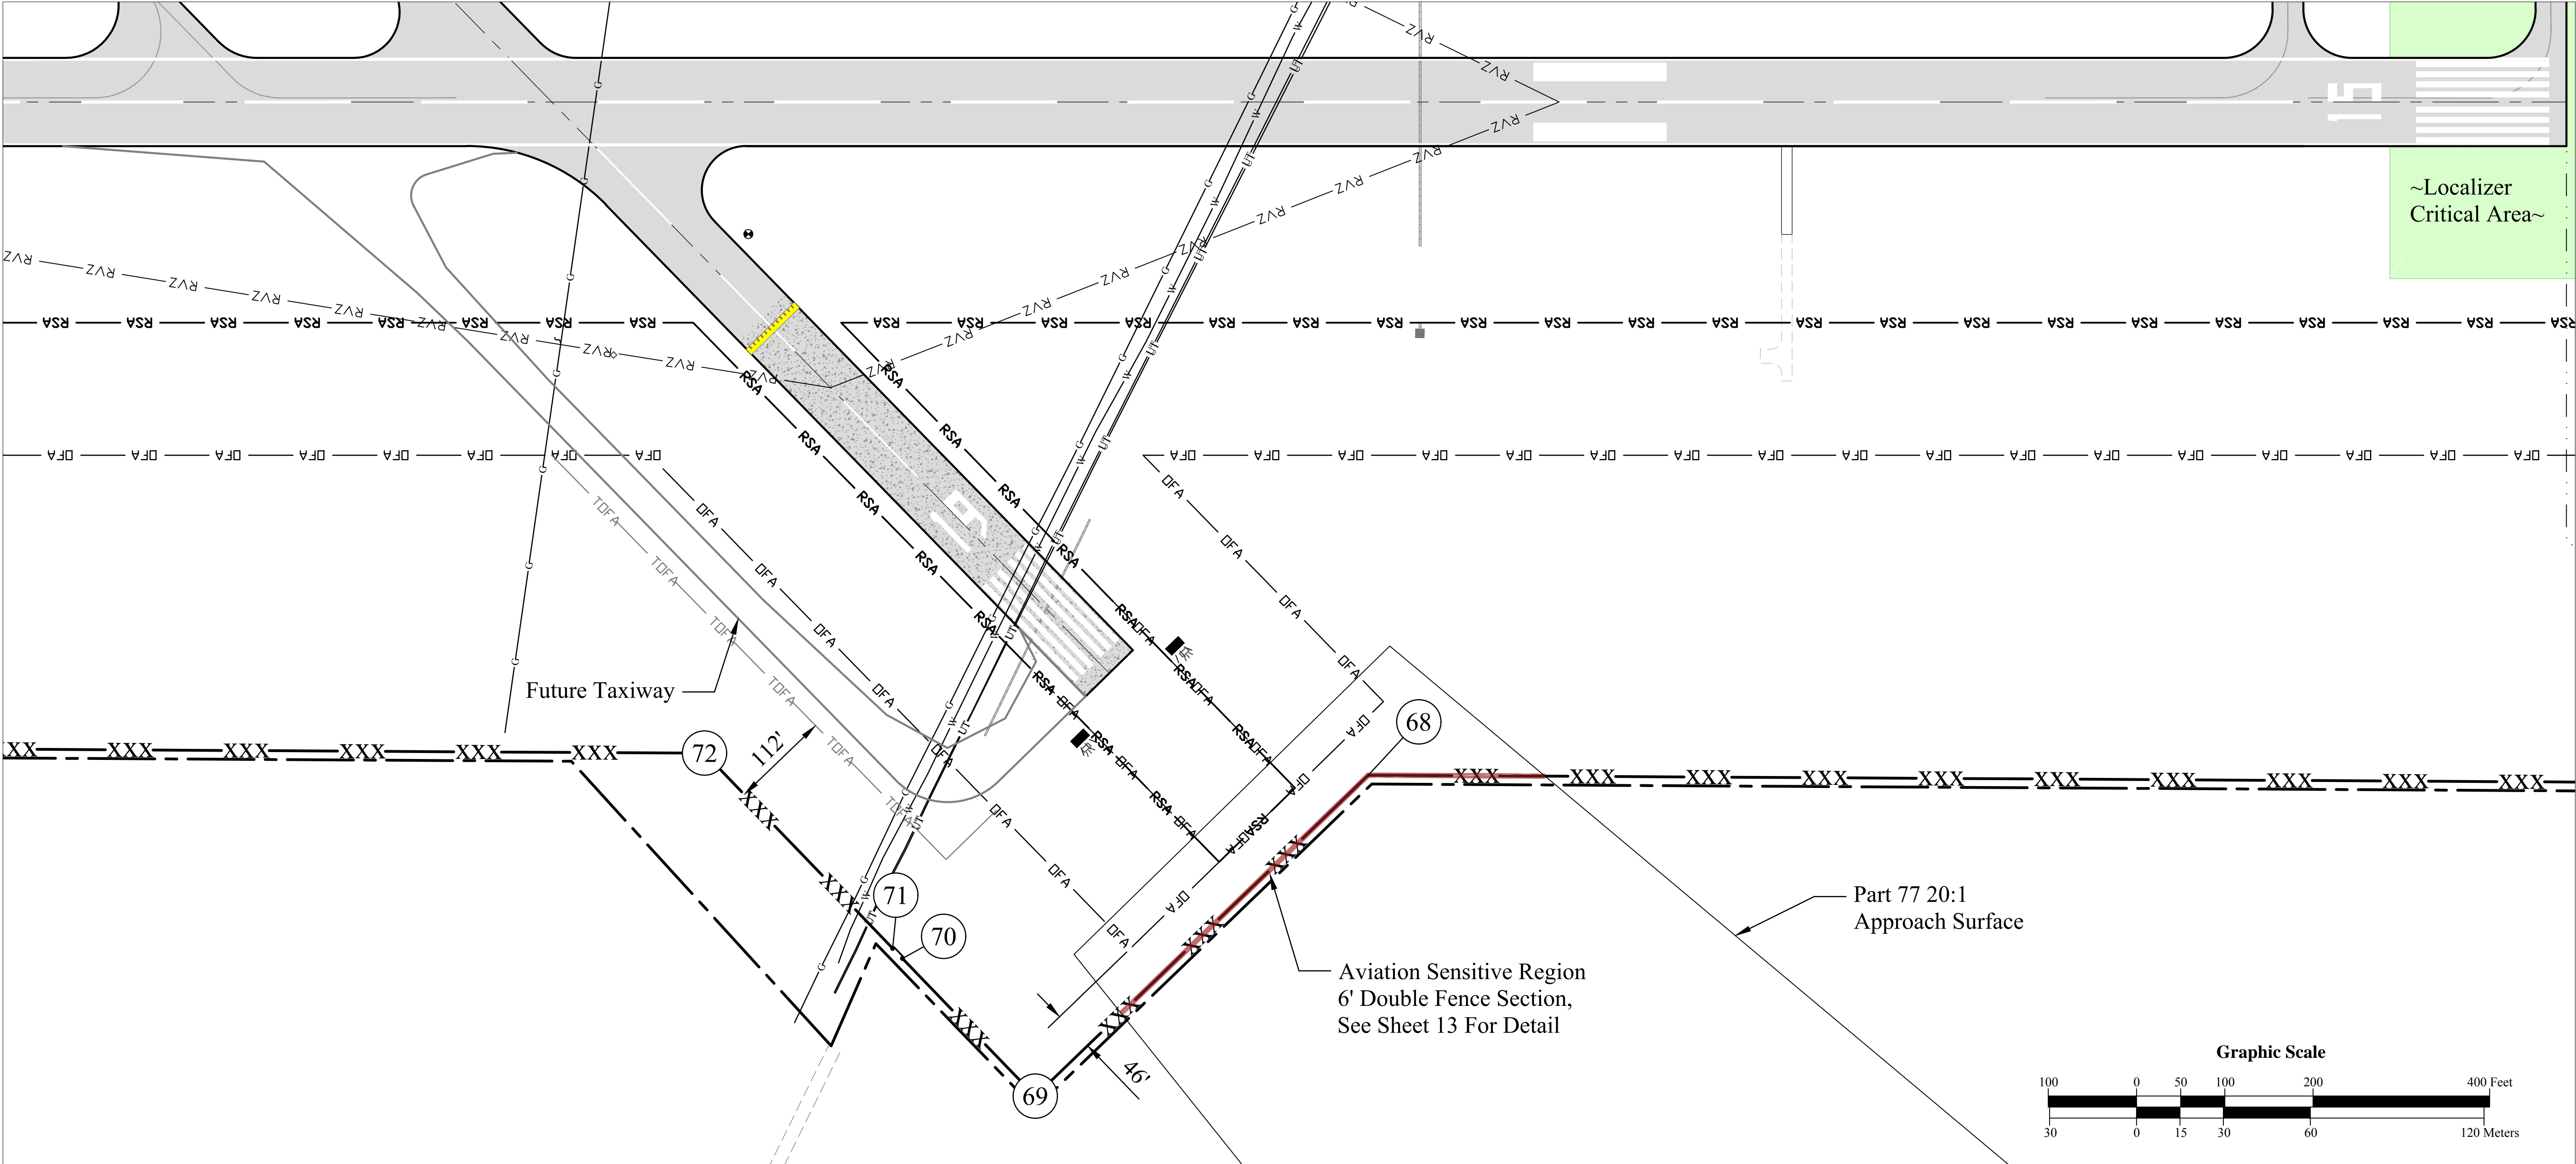 15
~Localizer
Critical Area~
19
Future Taxiway
112'
72
71
70
69
68
46'
Aviation Sensitive Region
6' Double Fence Section,
See Sheet 13 For Detail
Part 77 20:1
Approach Surface
Graphic Scale
100 0 50 100 200 400 Feet
30 0 15 30 60 120 Meters
RVZ
RSA
OFA
TOFA
G
W
UT
XXX